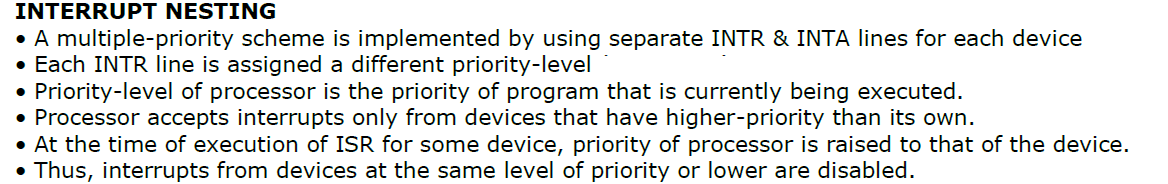 INTERRUPT NESTING
• A multiple-priority scheme is implemented by using separate INTR & INTA lines for each device
• Each INTR line is assigned a different priority-level
• Priority-level of processor is the priority of program that is currently being executed.
• Processor accepts interrupts only from devices that have higher-priority than its own.
• At the time of execution of ISR for some device, priority of processor is raised to that of the device.
• Thus, interrupts from devices at the same level of priority or lower are disabled.